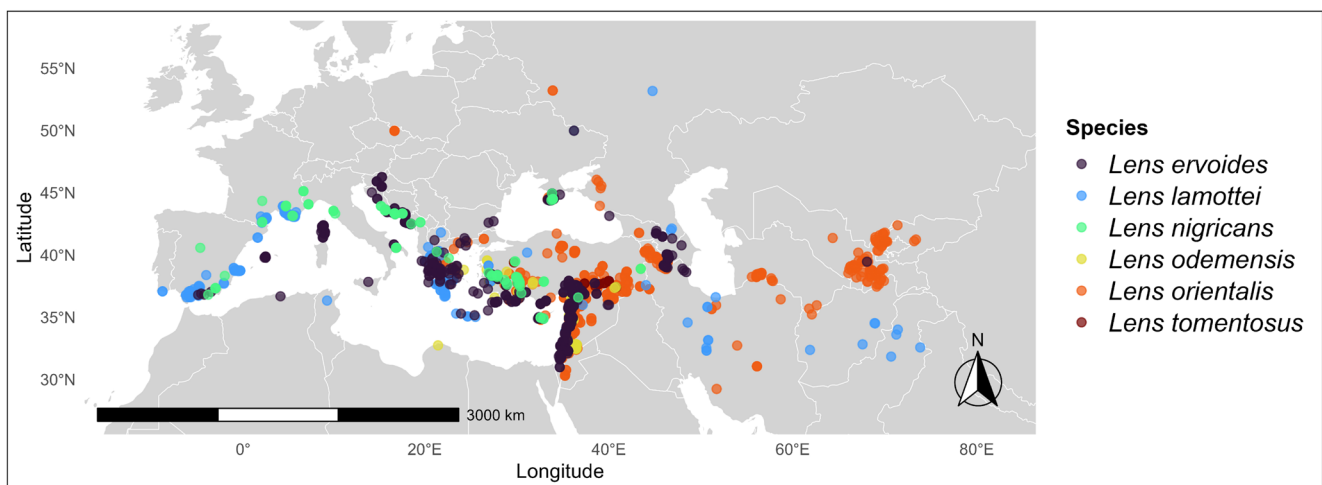 55°N
50°N
45°N
40°N
35°N
30°N
Latitude
0°
20°E
40°E
60°E
80°E
Longitude
3000 km
N
Species
Lens ervoides
Lens lamottei
Lens nigricans
Lens odemensis
Lens orientalis
Lens tomentosus